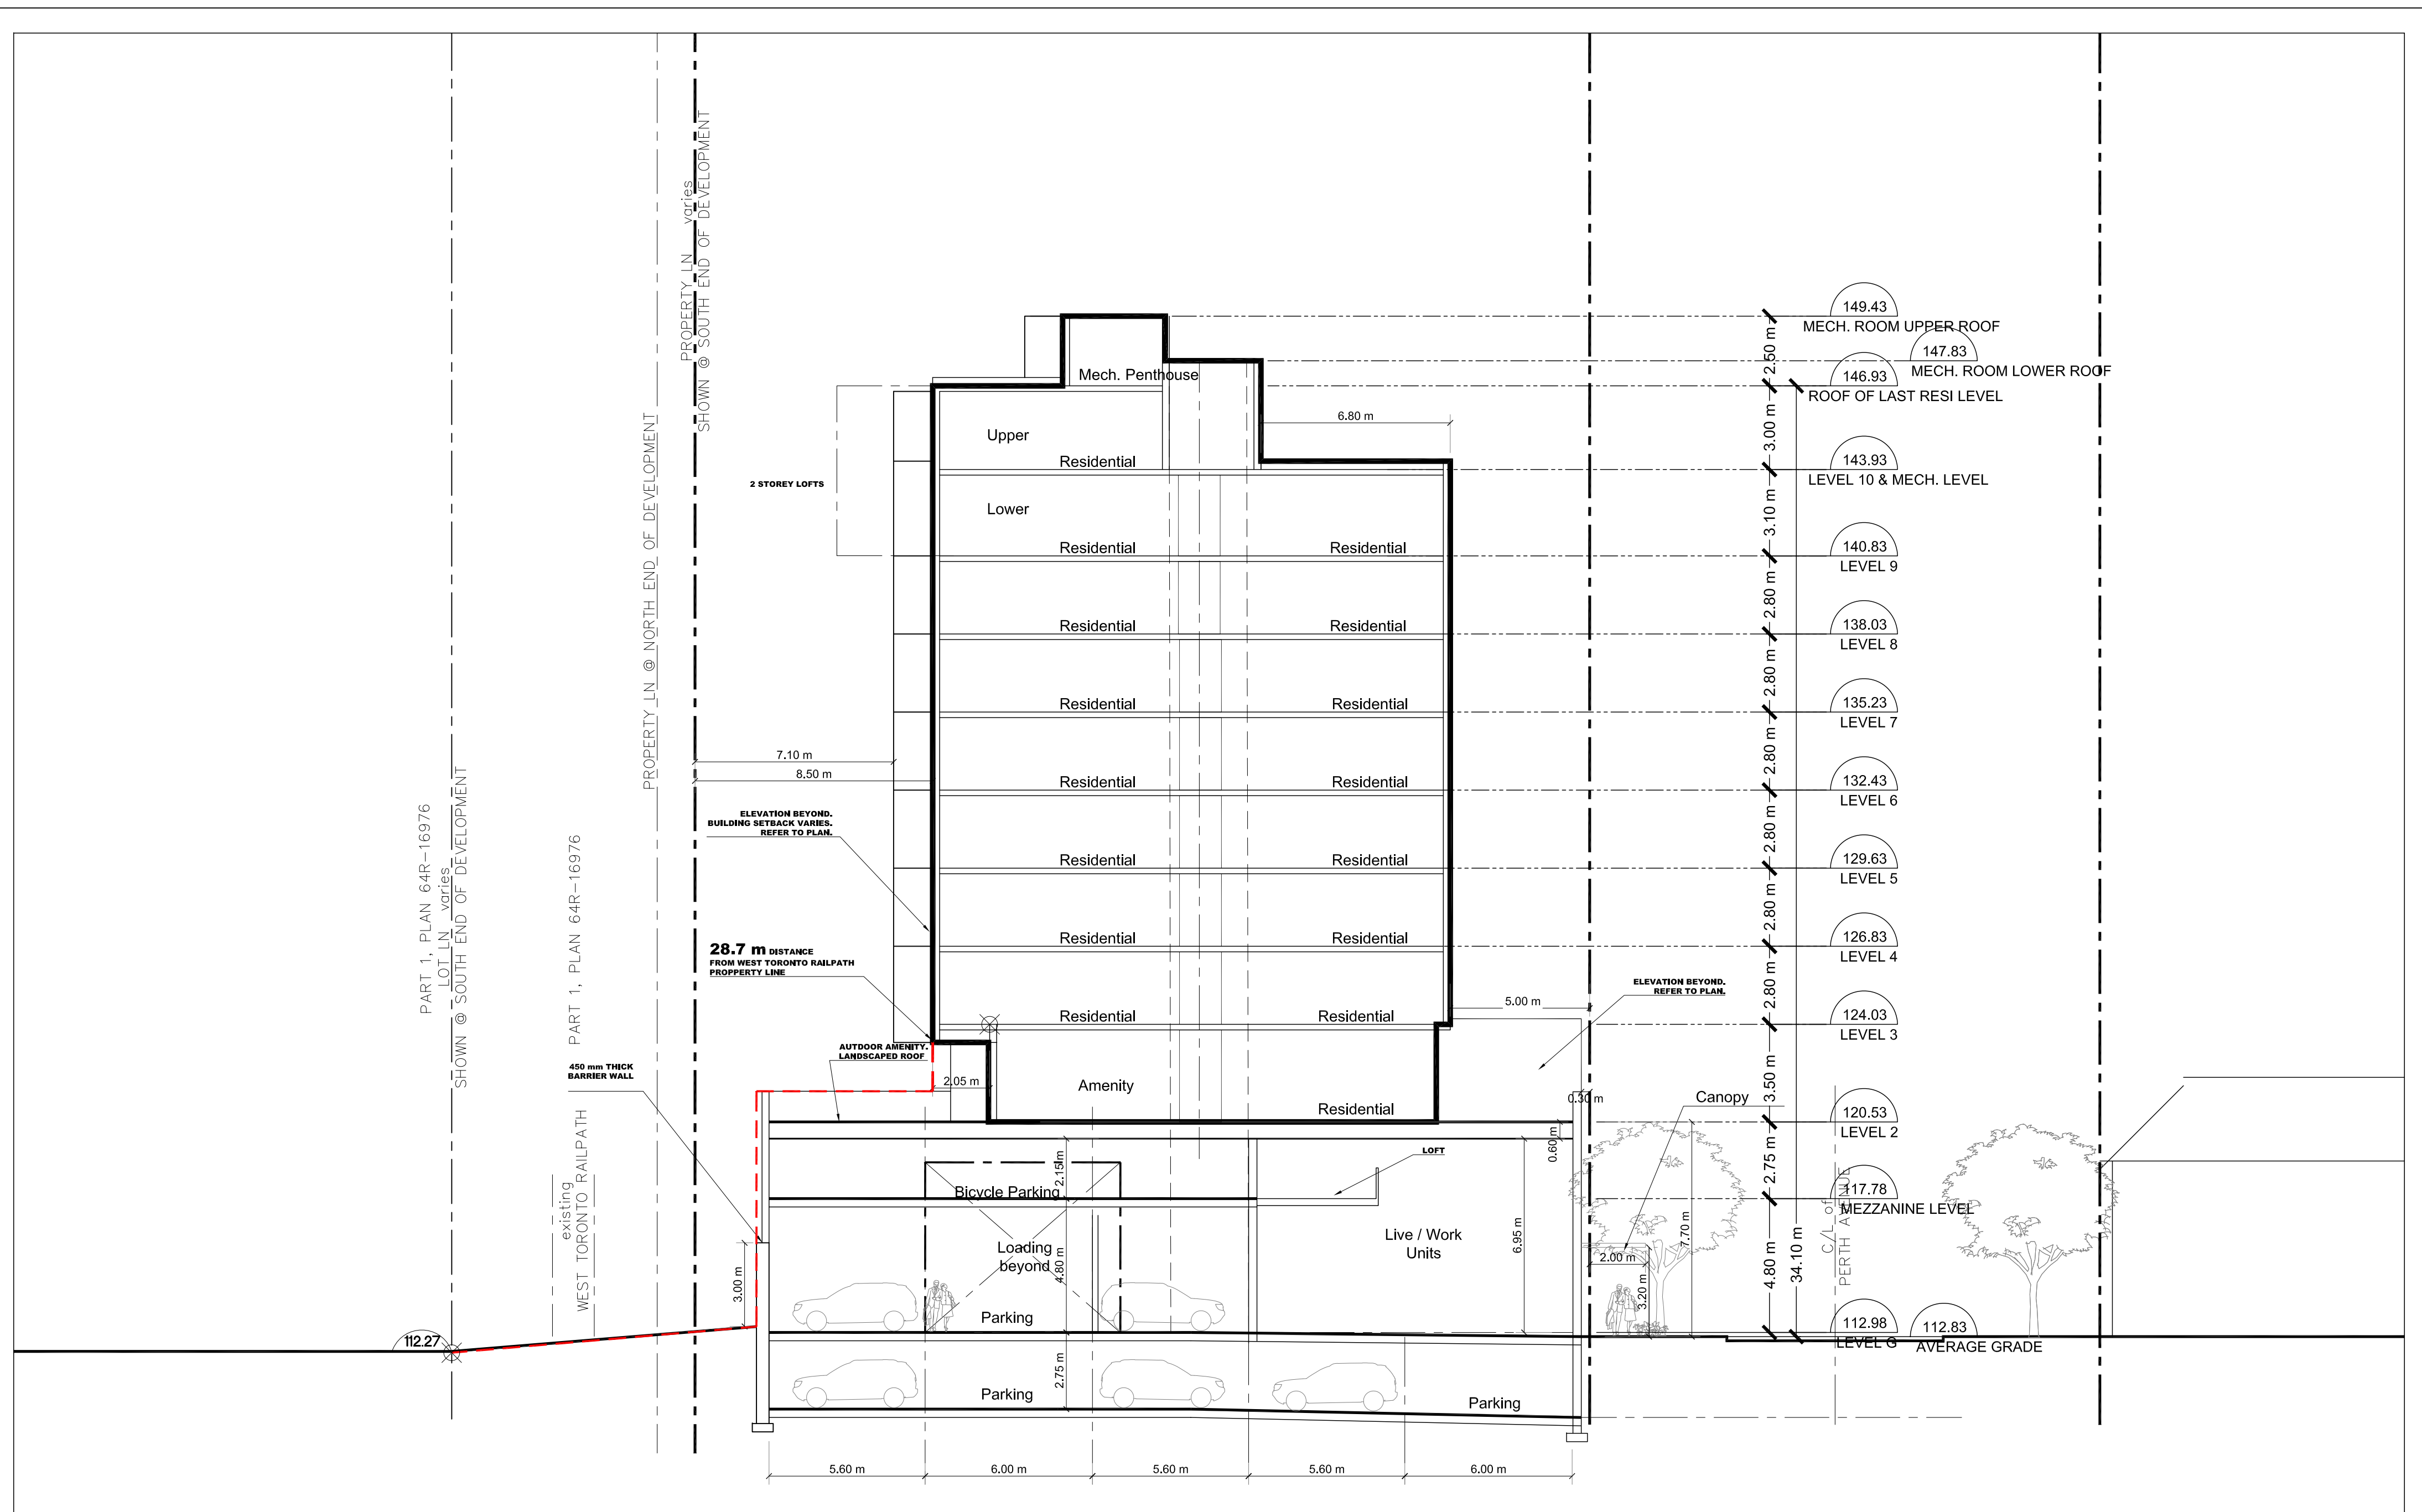 PROPERTY LN varies
SHOWN @ SOUTH END OF DEVELOPMENT
PROPERTY LN @ NORTH END OF DEVELOPMENT
PART 1, PLAN 64R-16976
LOT LN varies
SHOWN @ SOUTH END OF DEVELOPMENT
PART 1, PLAN 64R-16976
existing
WEST TORONTO RAILPATH
149.43
MECH. ROOM UPPER ROOF
147.83
MECH. ROOM LOWER ROOF
146.93
ROOF OF LAST RESI LEVEL
143.93
LEVEL 10 & MECH. LEVEL
140.83
LEVEL 9
138.03
LEVEL 8
135.23
LEVEL 7
132.43
LEVEL 6
129.63
LEVEL 5
126.83
LEVEL 4
124.03
LEVEL 3
120.53
LEVEL 2
117.78
MEZZANINE LEVEL
112.98
LEVEL G
112.83
AVERAGE GRADE
2.50 m
3.00 m
3.10 m
2.80 m
2.80 m
2.80 m
2.80 m
2.80 m
2.80 m
3.50 m
2.75 m
4.80 m
34.10 m
Mech. Penthouse
6.80 m
Upper
Residential
2 STOREY LOFTS
Lower
Residential Residential
Residential Residential
Residential Residential
7.10 m
8.50 m
Residential Residential
ELEVATION BEYOND.
BUILDING SETBACK VARIES.
REFER TO PLAN.
Residential Residential
Residential Residential
28.7 m DISTANCE
FROM WEST TORONTO RAILPATH
PROPPERTY LINE
ELEVATION BEYOND.
REFER TO PLAN.
5.00 m
Residential Residential
AUTDOOR AMENITY.
LANDSCAPED ROOF
450 mm THICK
BARRIER WALL
2.05 m
Amenity
Residential
0.30 m
Canopy
0.60 m
LOFT
2.15 m
Bicycle Parking
Loading
beyond
4.80 m
Live / Work
Units
6.95 m
7.70 m
2.00 m
3.20 m
C/L of
PERTH AVENUE
3.00 m
Parking
112.27
2.75 m
Parking
Parking
5.60 m 6.00 m 5.60 m 5.60 m 6.00 m